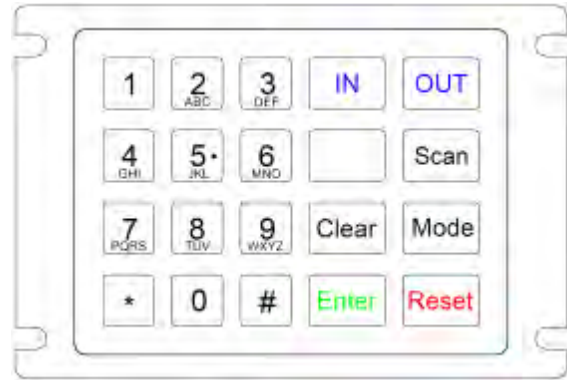 1 2 3 IN OUT
ABC DEF
4 5· 6 Scan
GHI JKL MNO
7 8 9 Clear Mode
PQRS TUV WXYZ
* 0 # Enter Reset